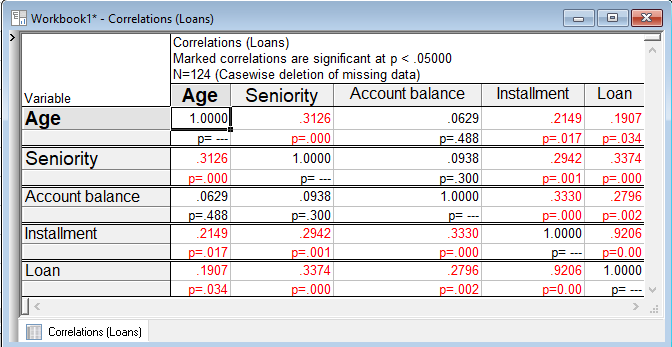 Workbook1* - Correlations (Loans)
Correlations (Loans)
Marked correlations are significant at p < .05000
N=124 (Casewise deletion of missing data)
Variable Age Seniority Account balance Installment Loan
Age 1.0000 .3126 .0629 .2149 .1907
p= --- p=.000 p=.488 p=.017 p=.034
Seniority .3126 1.0000 .0938 .2942 .3374
p=.000 p= --- p=.300 p=.001 p=.000
Account balance .0629 .0938 1.0000 .3330 .2796
p=.488 p=.300 p= --- p=.000 p=.002
Installment .2149 .2942 .3330 1.0000 .9206
p=.017 p=.001 p=.000 p= --- p=0.00
Loan .1907 .3374 .2796 .9206 1.0000
p=.034 p=.000 p=.002 p=0.00 p= ---
Correlations (Loans)